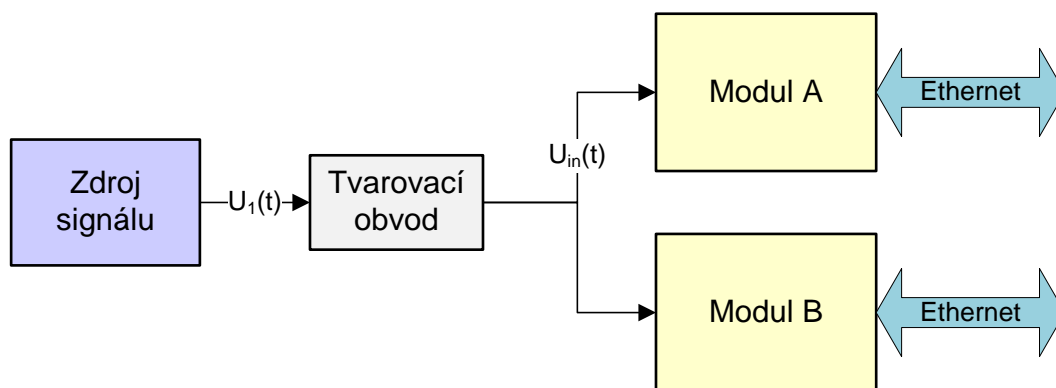 Zdroj
signálu
U₁(t)
Tvarovací
obvod
Uᵢₙ(t)
Modul A
Ethernet
Modul B
Ethernet